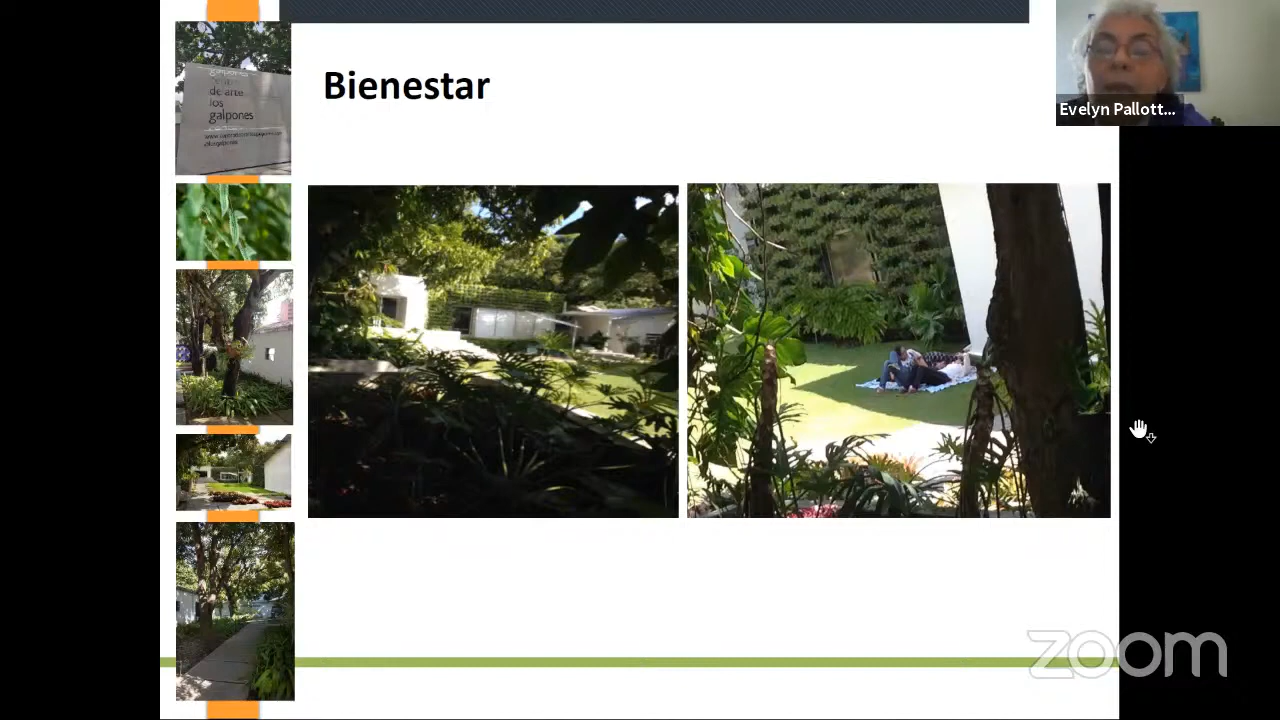 Bienestar
Evelyn Pallott...
de arte
los
galpones
zoom